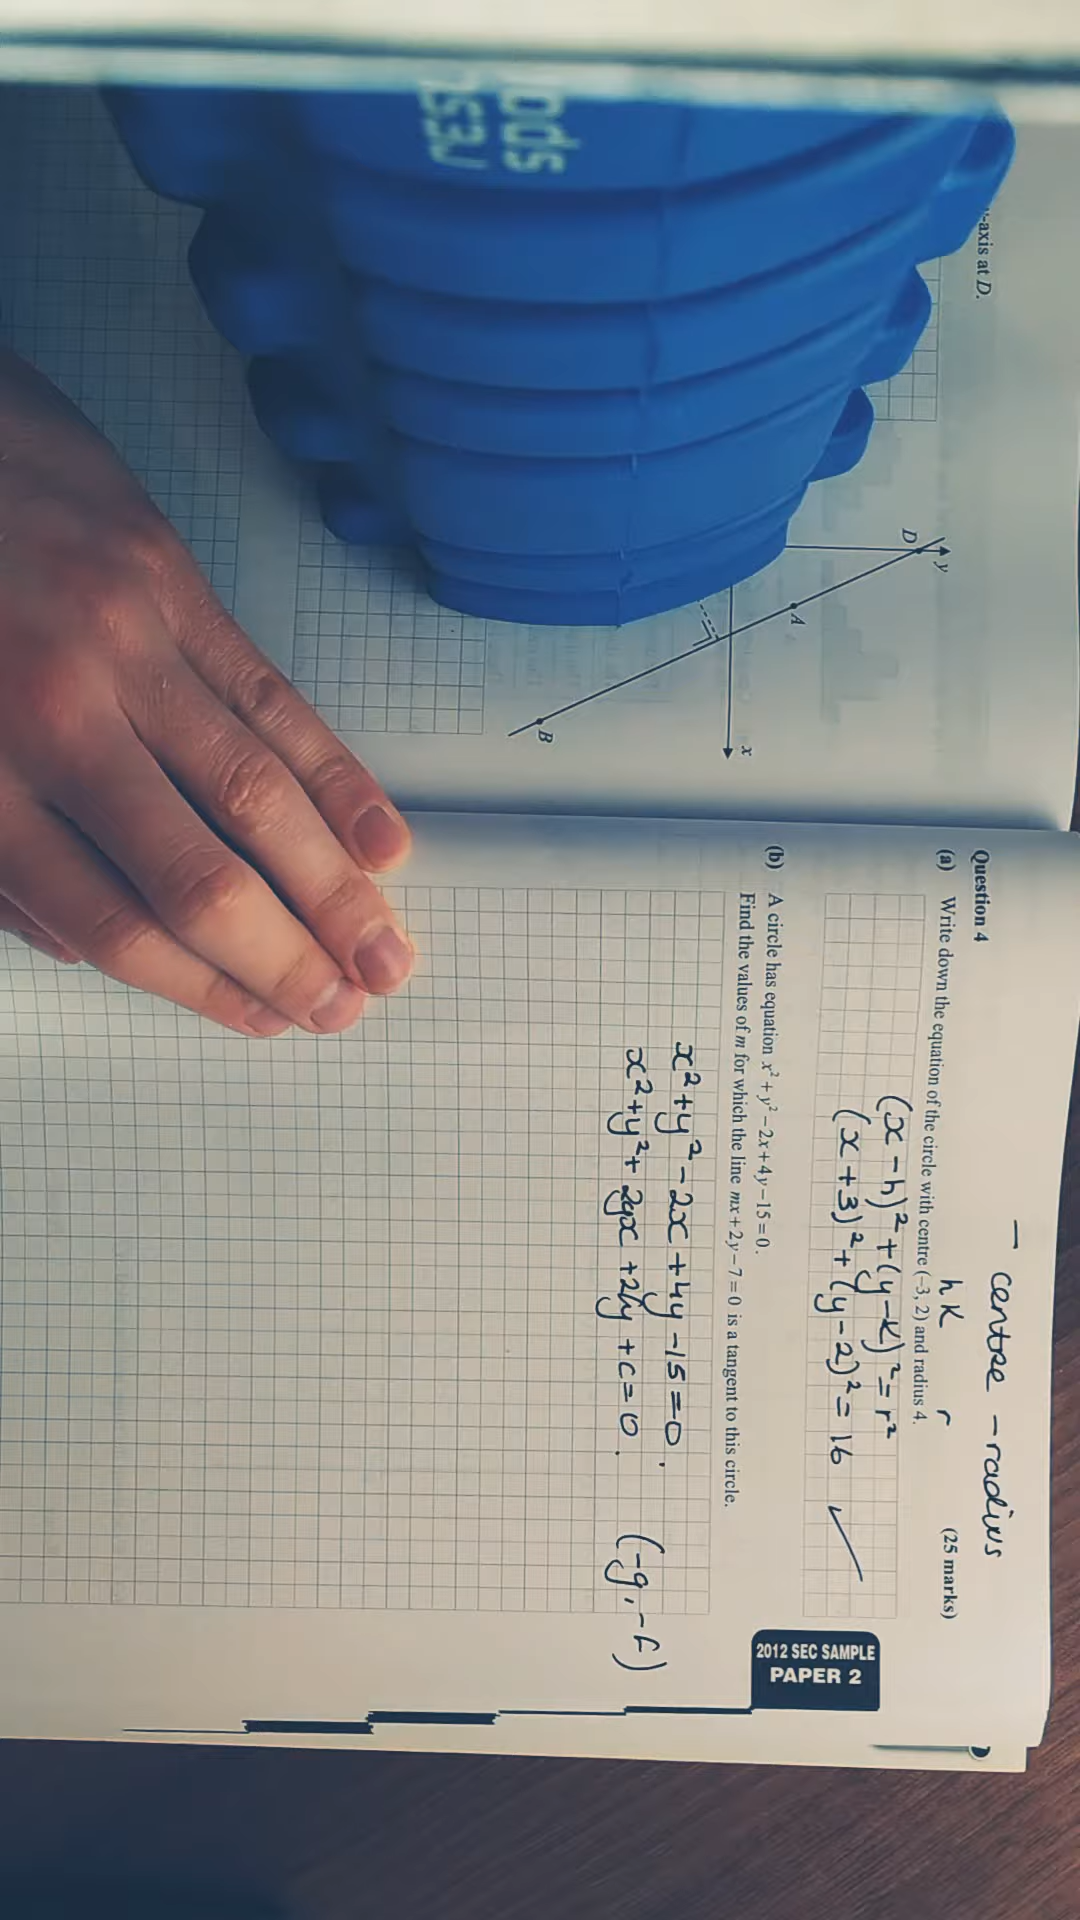 -axis at D.
D
y
A
x
B
– centre – radius
Question 4
(25 marks)
(a) Write down the equation of the circle with centre (–3, 2) and radius 4.
h k r
(x – h)² + (y – k)² = r²
(x + 3)² + (y – 2)² = 16 ✓
(b) A circle has equation x² + y² – 2x + 4y – 15 = 0.
Find the values of m for which the line mx + 2y – 7 = 0 is a tangent to this circle.
x² + y² – 2x + 4y – 15 = 0.
x² + y² + 2gx + 2fy + c = 0. (–g, –f)
2012 SEC SAMPLE
PAPER 2